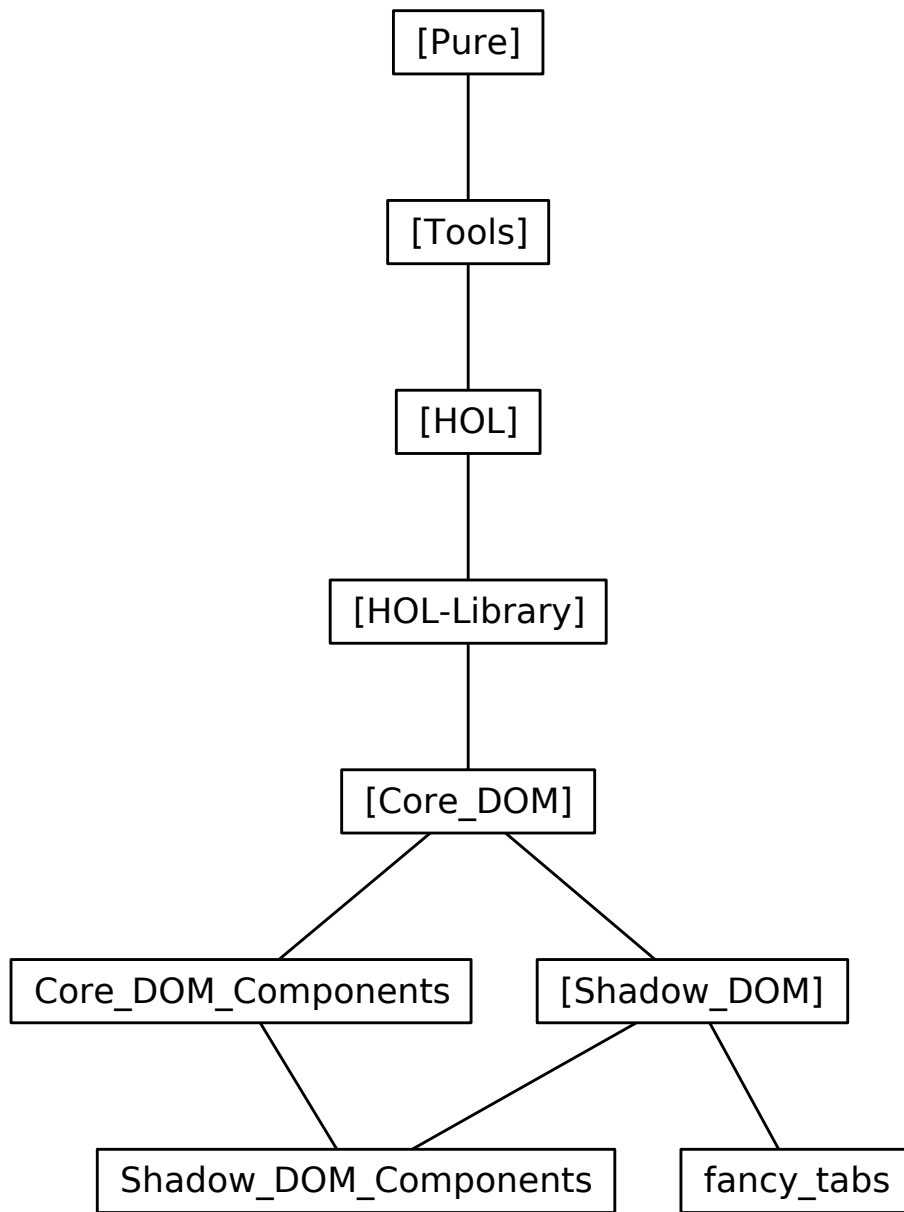 [Pure]
[Tools]
[HOL]
[HOL-Library]
[Core_DOM]
Core_DOM_Components
[Shadow_DOM]
Shadow_DOM_Components
fancy_tabs